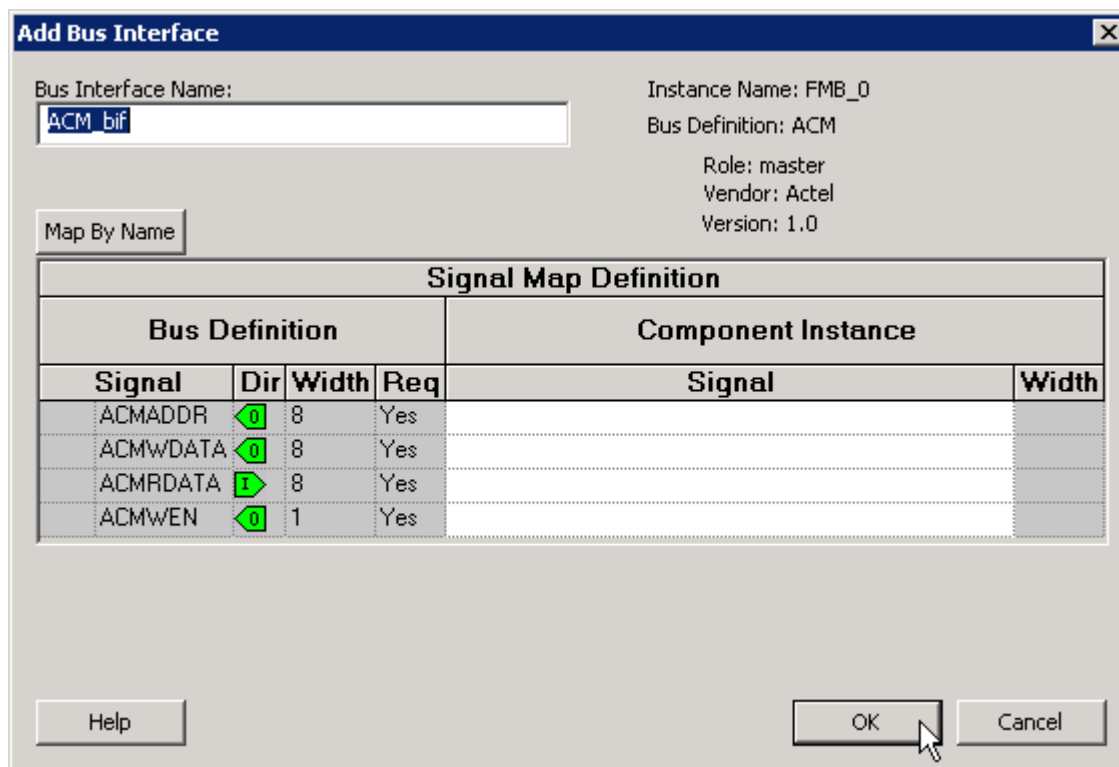 Add Bus Interface
Bus Interface Name:
ACM_bif
Instance Name: FMB_0
Bus Definition: ACM
Role: master
Vendor: Actel
Version: 1.0
Map By Name
Signal Map Definition
Bus Definition Component Instance
Signal Dir Width Req Signal Width
ACMADDR O 8 Yes
ACMWDATA O 8 Yes
ACMRDATA I 8 Yes
ACMWEN O 1 Yes
Help OK Cancel